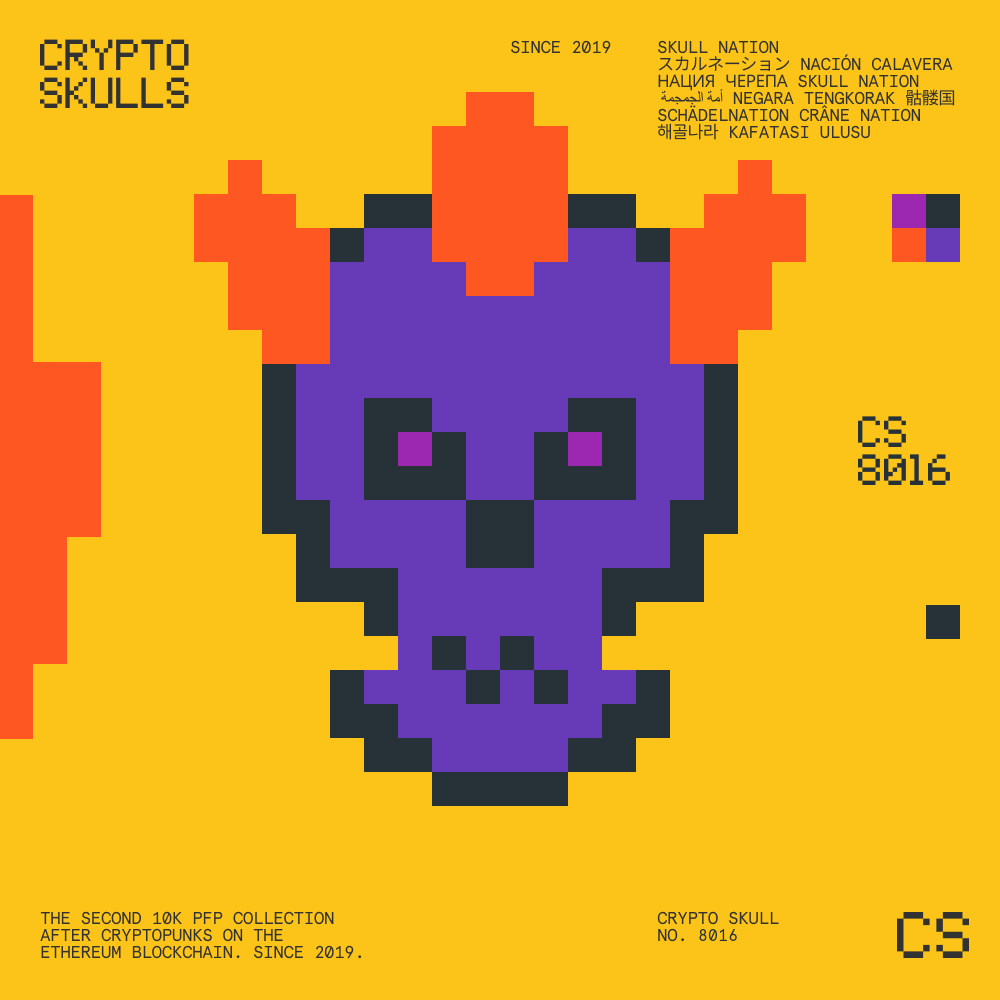 CRYPTO
SKULLS
SINCE 2019
SKULL NATION
スカルネーション NACIÓN CALAVERA
НАЦИЯ ЧЕРЕПА SKULL NATION
أمة الجمجمة NEGARA TENGKORAK 骷髅国
SCHÄDELNATION CRÂNE NATION
해골나라 KAFATASI ULUSU
CS
8016
THE SECOND 10K PFP COLLECTION
AFTER CRYPTOPUNKS ON THE
ETHEREUM BLOCKCHAIN. SINCE 2019.
CRYPTO SKULL
NO. 8016
CS